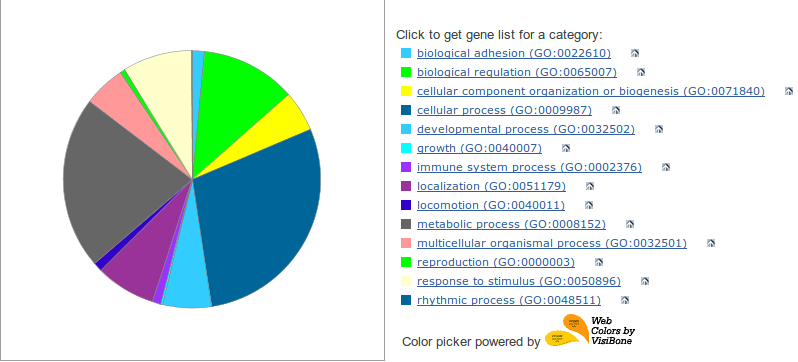 Click to get gene list for a category:
biological adhesion (GO:0022610)
biological regulation (GO:0065007)
cellular component organization or biogenesis (GO:0071840)
cellular process (GO:0009987)
developmental process (GO:0032502)
growth (GO:0040007)
immune system process (GO:0002376)
localization (GO:0051179)
locomotion (GO:0040011)
metabolic process (GO:0008152)
multicellular organismal process (GO:0032501)
reproduction (GO:0000003)
response to stimulus (GO:0050896)
rhythmic process (GO:0048511)
Color picker powered by
Web
Colors by
VisiBone